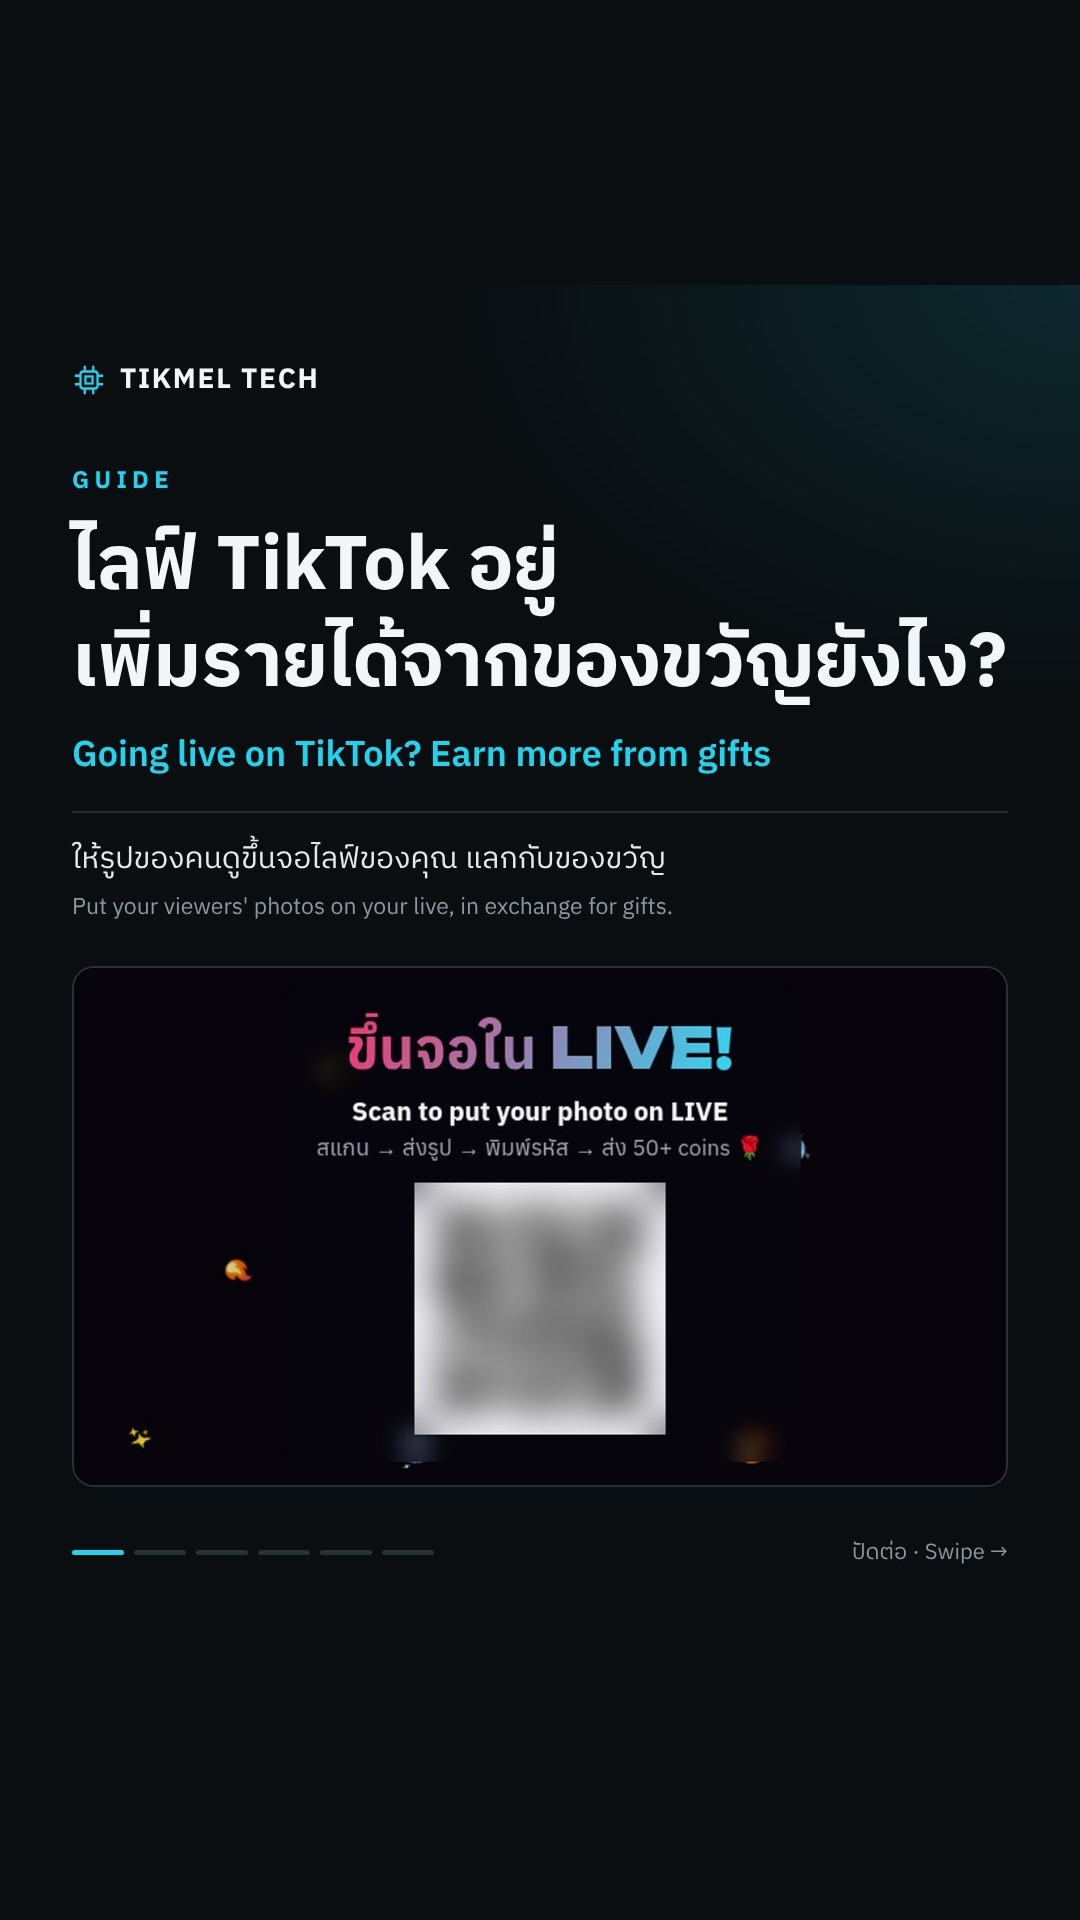 TIKMEL TECH
GUIDE
ไลฟ์ TikTok อยู่
เพิ่มรายได้จากของขวัญยังไง?
Going live on TikTok? Earn more from gifts
ให้รูปของคนดูขึ้นจอไลฟ์ของคุณ แลกกับของขวัญ
Put your viewers' photos on your live, in exchange for gifts.
ขึ้นจอใน LIVE!
Scan to put your photo on LIVE
สแกน → ส่งรูป → พิมพ์รหัส → ส่ง 50+ coins 🌹
ปัดต่อ · Swipe →